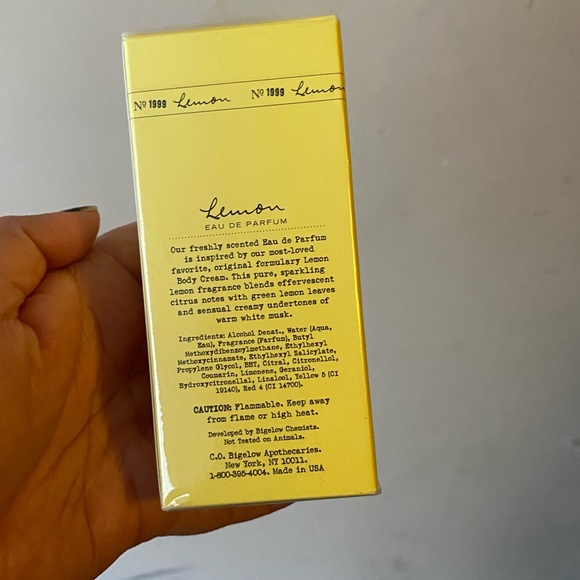 Nº 1999 Lemon Nº 1999 Lemon
Lemon
EAU DE PARFUM
Our freshly scented Eau de Parfum
is inspired by our most-loved
favorite, original formulary Lemon
Body Cream. This pure, sparkling
lemon fragrance blends effervescent
citrus notes with green lemon leaves
and sensual creamy undertones of
warm white musk.
Ingredients: Alcohol Denat., Water (Aqua,
Eau), Fragrance (Parfum), Butyl
Methoxydibenzoylmethane, Ethylhexyl
Methoxycinnamate, Ethylhexyl Salicylate,
Propylene Glycol, BHT, Citral, Citronellol,
Coumarin, Limonene, Geraniol,
Hydroxycitronellal, Linalool, Yellow 5 (CI
19140), Red 4 (CI 14700).
CAUTION: Flammable. Keep away
from flame or high heat.
Developed by Bigelow Chemists.
Not Tested on Animals.
C.O. Bigelow Apothecaries.
New York, NY 10011.
1-800-395-4004. Made in USA